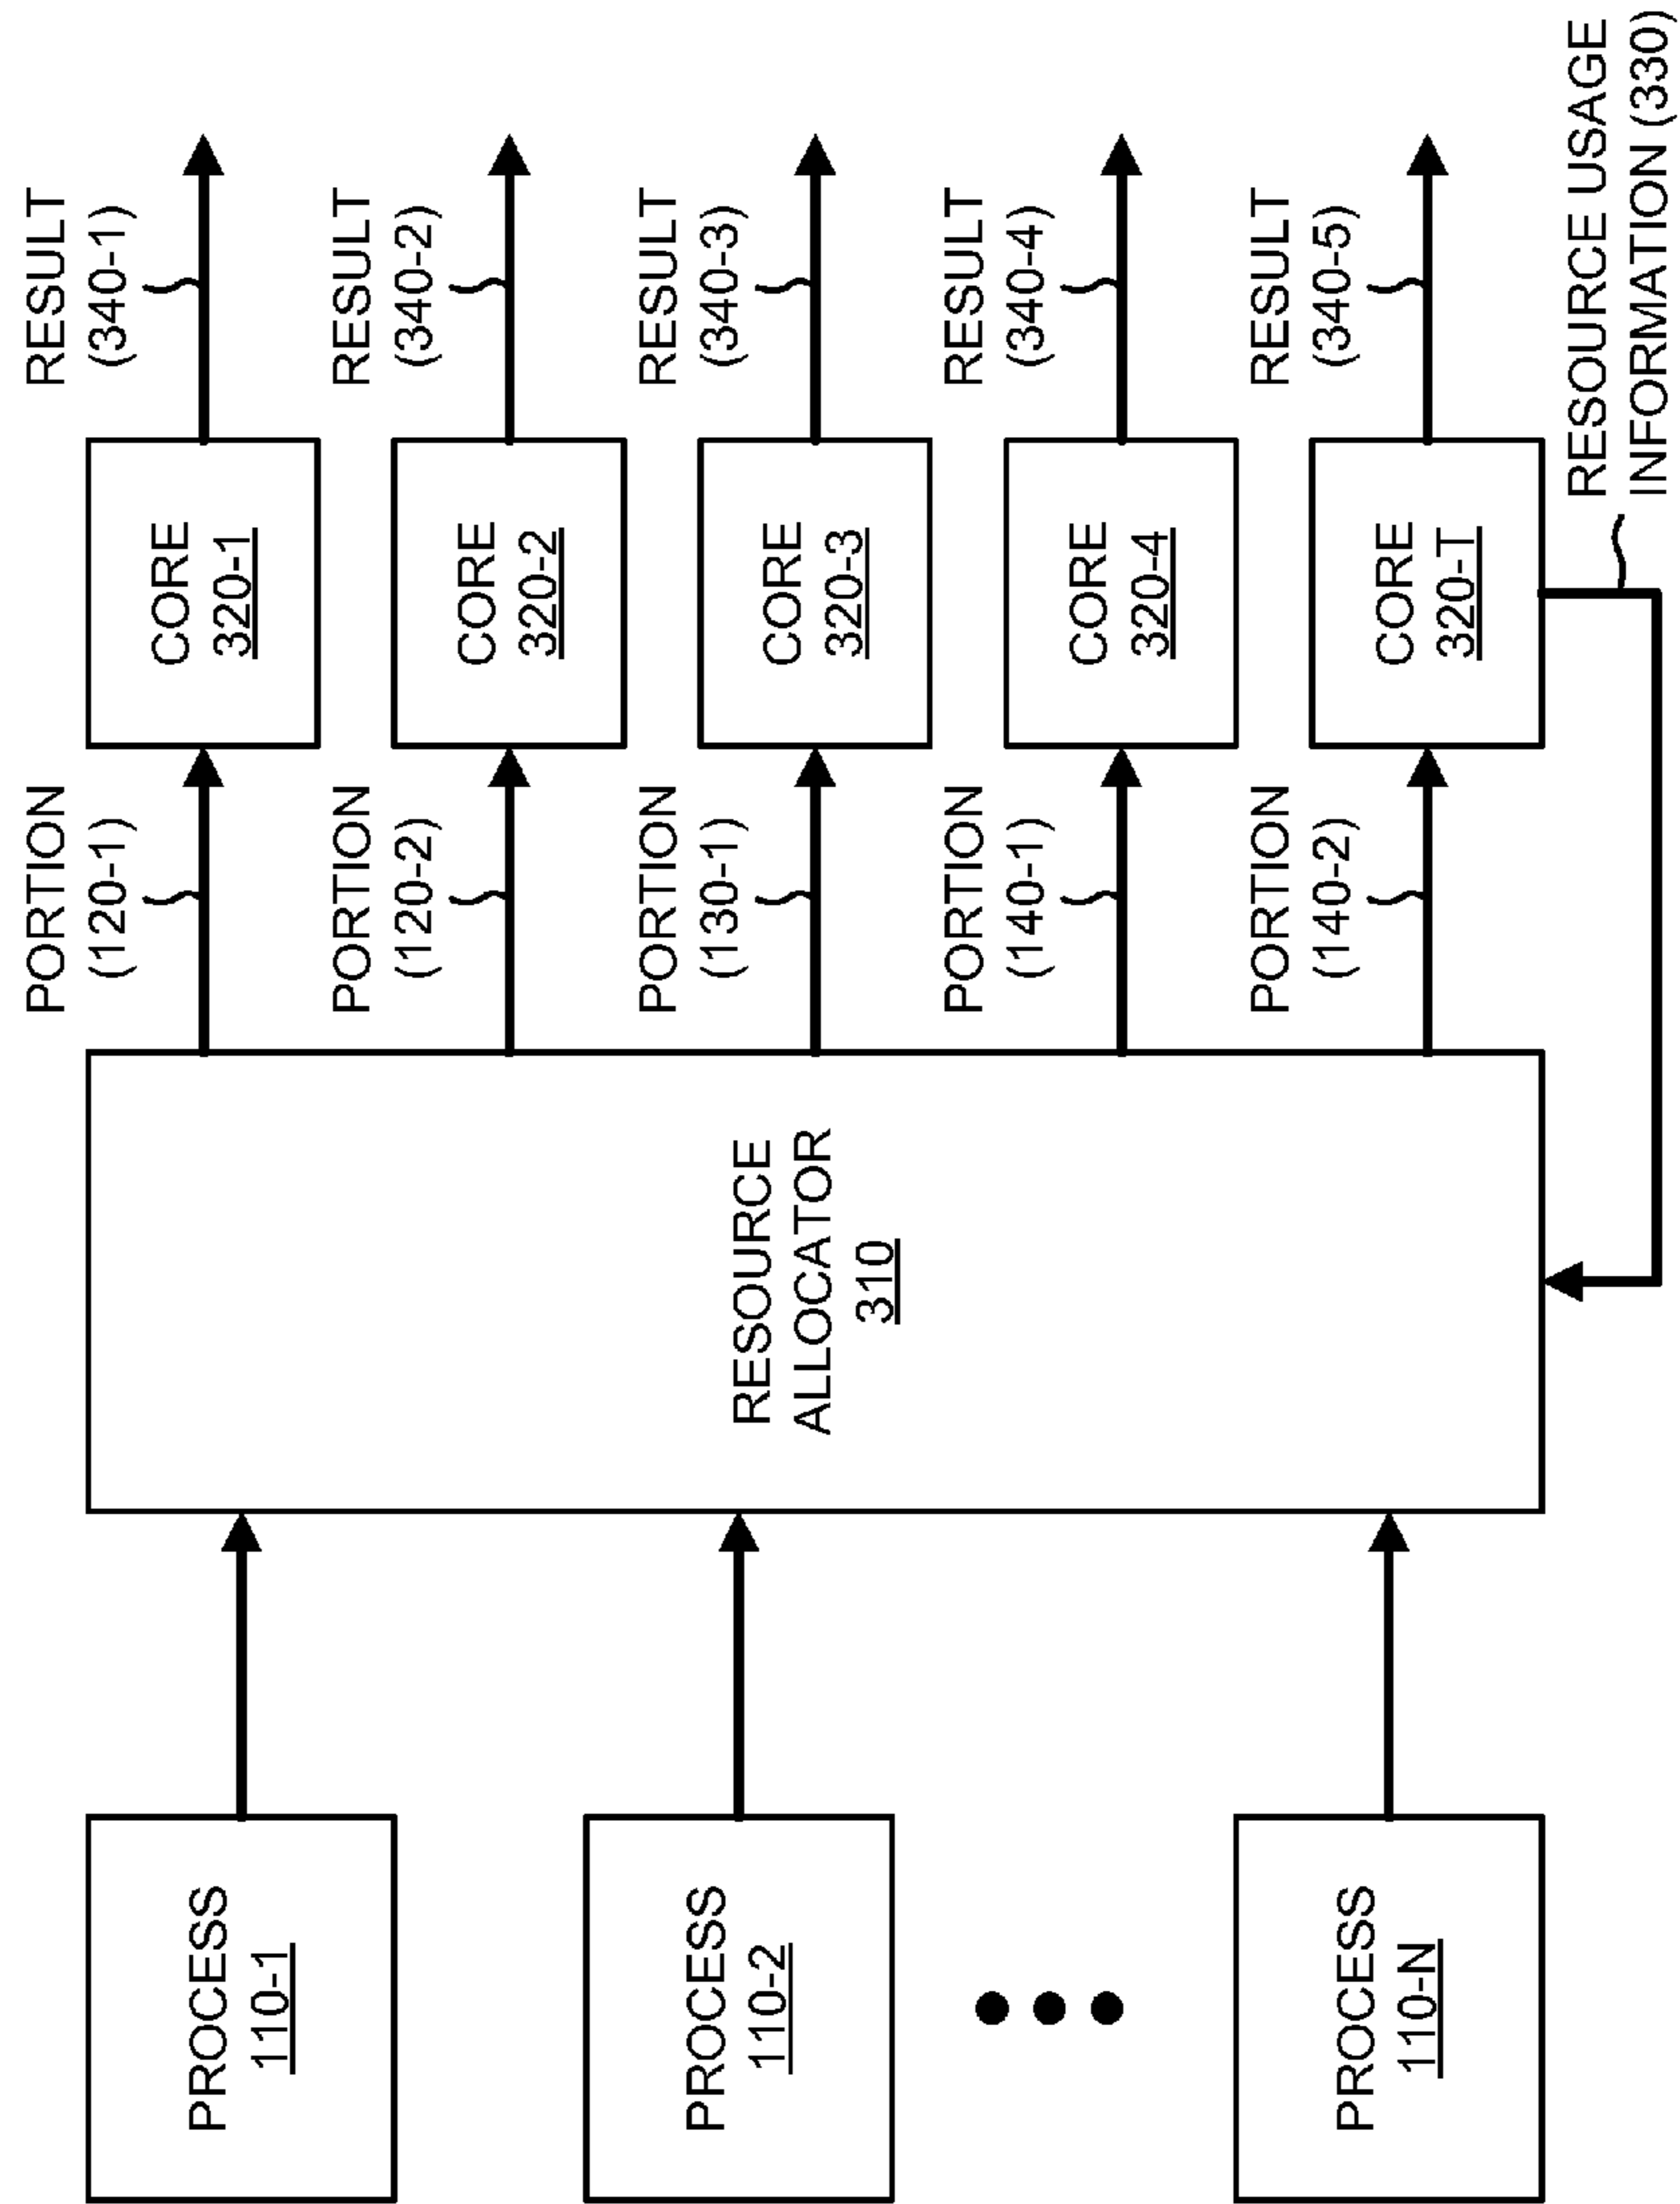 PROCESS
110-1
PROCESS
110-2
PROCESS
110-N
RESOURCE
ALLOCATOR
310
PORTION
(120-1)
PORTION
(120-2)
PORTION
(130-1)
PORTION
(140-1)
PORTION
(140-2)
CORE
320-1
CORE
320-2
CORE
320-3
CORE
320-4
CORE
320-T
RESULT
(340-1)
RESULT
(340-2)
RESULT
(340-3)
RESULT
(340-4)
RESULT
(340-5)
RESOURCE USAGE
INFORMATION (330)